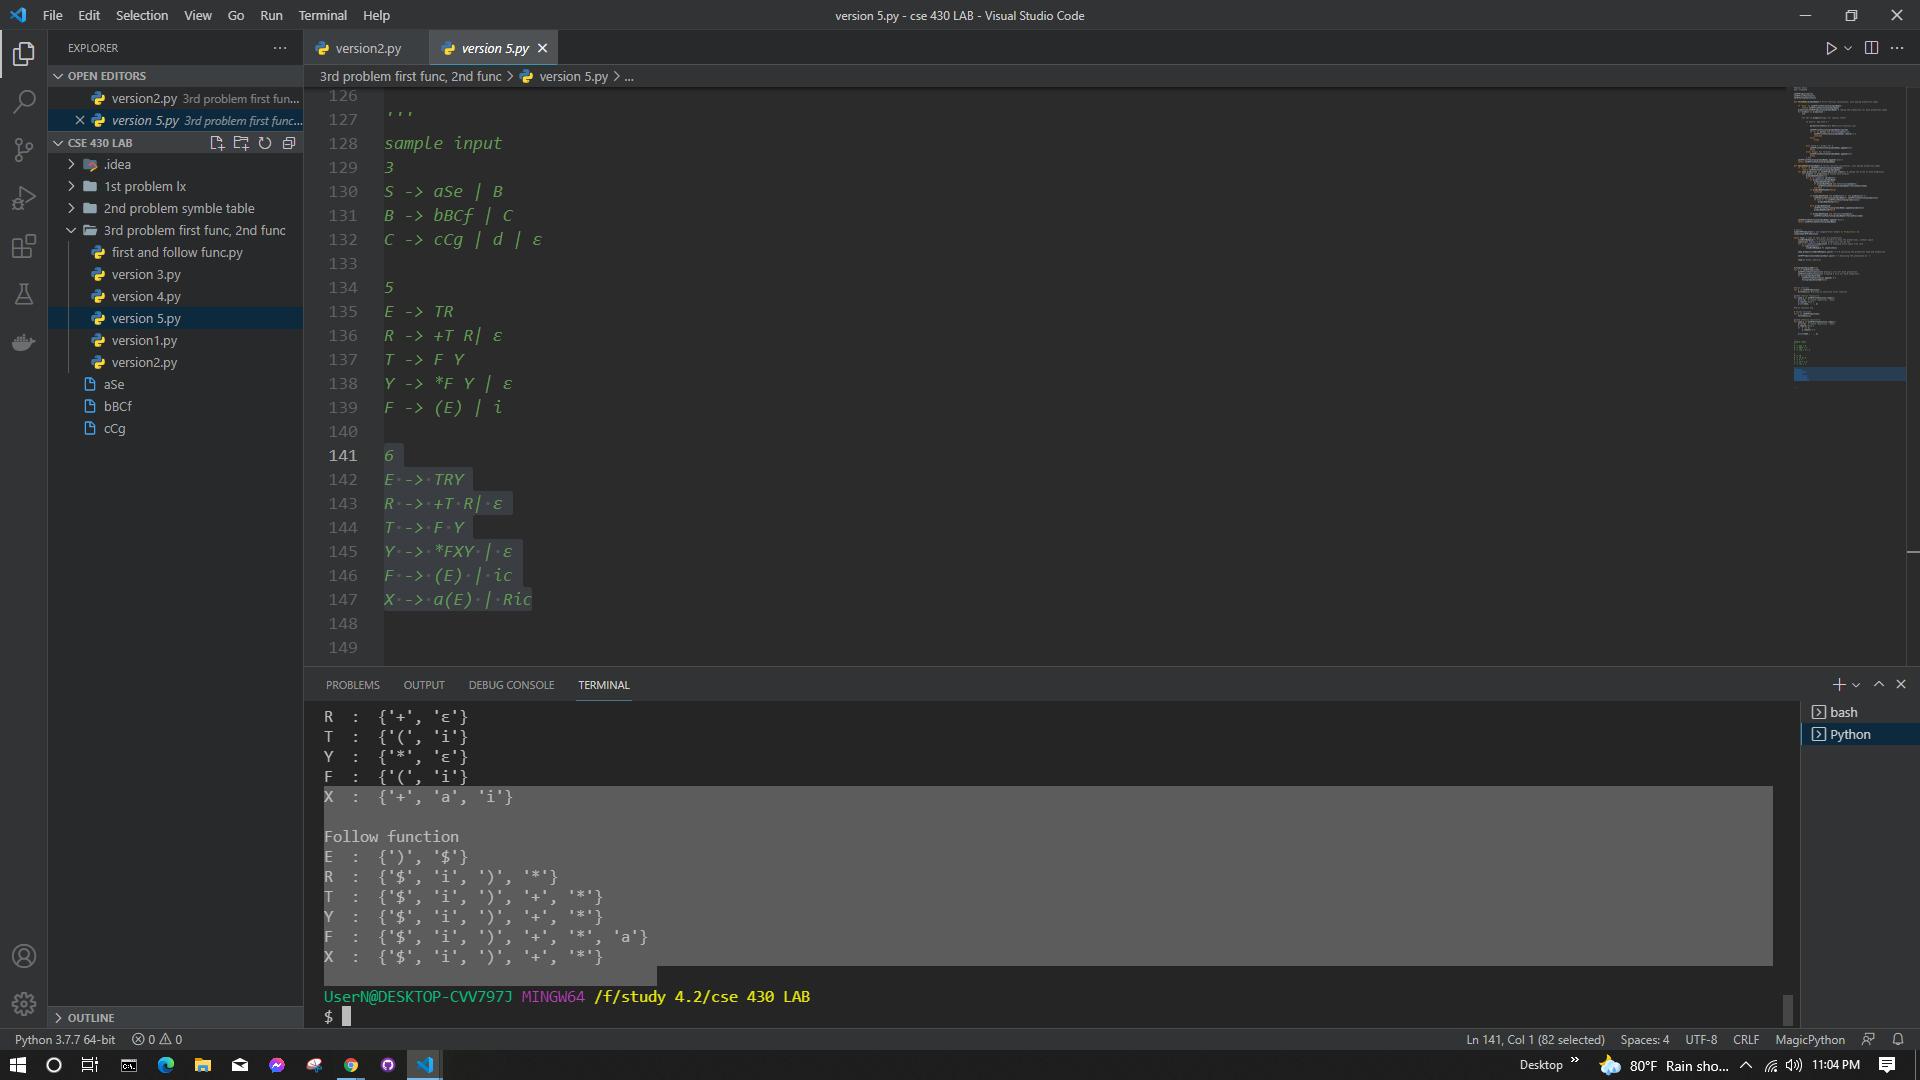 File Edit Selection View Go Run Terminal Help
version 5.py - cse 430 LAB - Visual Studio Code
EXPLORER
OPEN EDITORS
version2.py 3rd problem first fun...
version 5.py 3rd problem first func...
CSE 430 LAB
.idea
1st problem lx
2nd problem symble table
3rd problem first func, 2nd func
first and follow func.py
version 3.py
version 4.py
version 5.py
version1.py
version2.py
aSe
bBCf
cCg
OUTLINE
version2.py
version 5.py
3rd problem first func, 2nd func > version 5.py > ...
126
127 '''
128 sample input
129 3
130 S -> aSe | B
131 B -> bBCf | C
132 C -> cCg | d | ε
133
134 5
135 E -> TR
136 R -> +T R| ε
137 T -> F Y
138 Y -> *F Y | ε
139 F -> (E) | i
140
141 6
142 E -> TRY
143 R -> +T R| ε
144 T -> F Y
145 Y -> *FXY | ε
146 F -> (E) | ic
147 X -> a(E) | Ric
148
149
PROBLEMS OUTPUT DEBUG CONSOLE TERMINAL
R : {'+', 'ε'}
T : {'(', 'i'}
Y : {'*', 'ε'}
F : {'(', 'i'}
X : {'+', 'a', 'i'}
Follow function
E : {')', '$'}
R : {'$', 'i', ')', '*'}
T : {'$', 'i', ')', '+', '*'}
Y : {'$', 'i', ')', '+', '*'}
F : {'$', 'i', ')', '+', '*', 'a'}
X : {'$', 'i', ')', '+', '*'}
UserN@DESKTOP-CVV797J MINGW64 /f/study 4.2/cse 430 LAB
$
bash
Python
Python 3.7.7 64-bit 0 0
Ln 141, Col 1 (82 selected) Spaces: 4 UTF-8 CRLF MagicPython
Desktop 80°F Rain sho... 11:04 PM